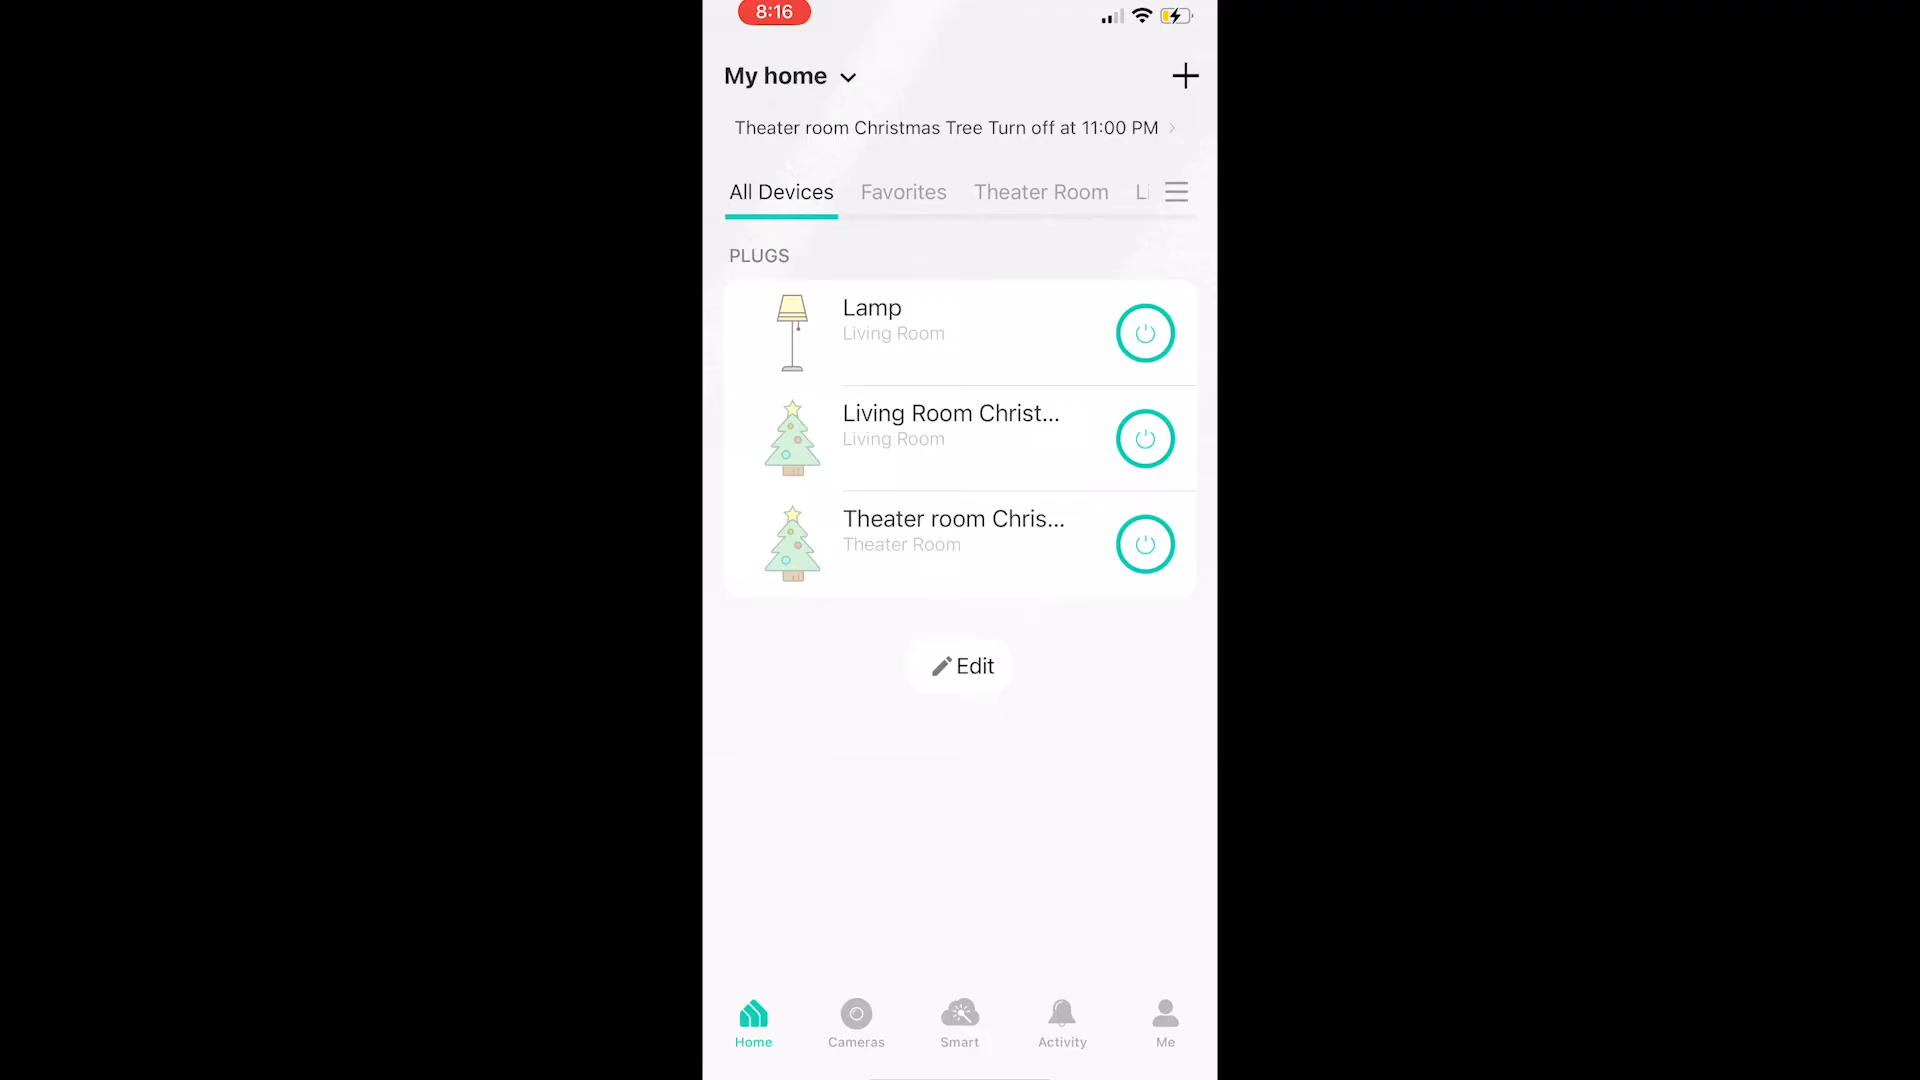 8:16
My home
Theater room Christmas Tree Turn off at 11:00 PM
All Devices Favorites Theater Room Li
PLUGS
Lamp
Living Room
Living Room Christ...
Living Room
Theater room Chris...
Theater Room
Edit
Home Cameras Smart Activity Me